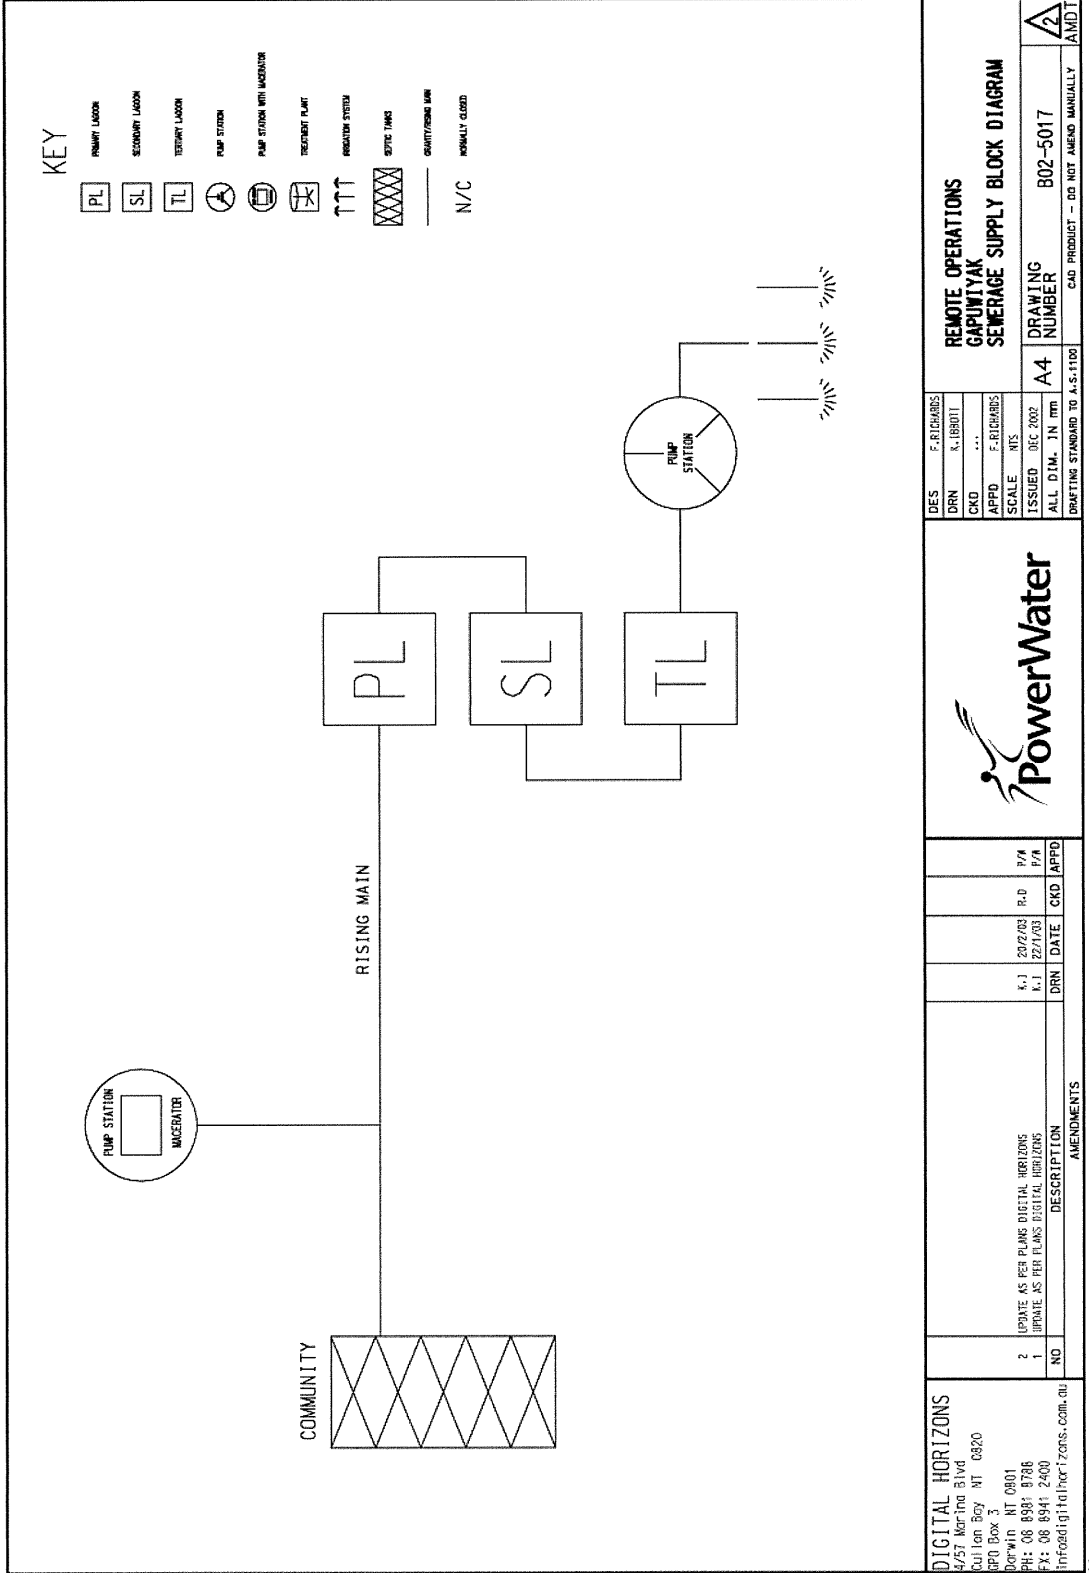 KEY
PL PRIMARY LAGOON
SL SECONDARY LAGOON
TL TERTIARY LAGOON
PUMP STATION
PUMP STATION WITH MACERATOR
TREATMENT PLANT
IRRIGATION SYSTEM
SEPTIC TANKS
GRAVITY/RISING MAIN
N/C NORMALLY CLOSED
PUMP STATION
MACERATOR
COMMUNITY
RISING MAIN
PL
SL
TL
PUMP
STATION
DIGITAL HORIZONS
4/57 Marina Blvd
Cullen Bay NT 0820
GPO Box 3
Darwin NT 0801
PH: 08 8981 8788
FX: 08 8941 2400
info@digitalhorizons.com.au
2 UPDATE AS PER PLANS DIGITAL HORIZONS K.I 20/2/03 R.D P/A
1 UPDATE AS PER PLANS DIGITAL HORIZONS K.I 22/1/03 P/A
NO DESCRIPTION DRN DATE CKD APPD
AMENDMENTS
PowerWater
DES F.RICHARDS
DRN K.IBBOTT
CKD ...
APPD F.RICHARDS
SCALE NTS
ISSUED DEC 2002
ALL DIM. IN mm
A4
DRAFTING STANDARD TO A.S.1100
REMOTE OPERATIONS
GAPUWIYAK
SEWERAGE SUPPLY BLOCK DIAGRAM
DRAWING
NUMBER
B02-5017
CAD PRODUCT - DO NOT AMEND MANUALLY
2
AMDT